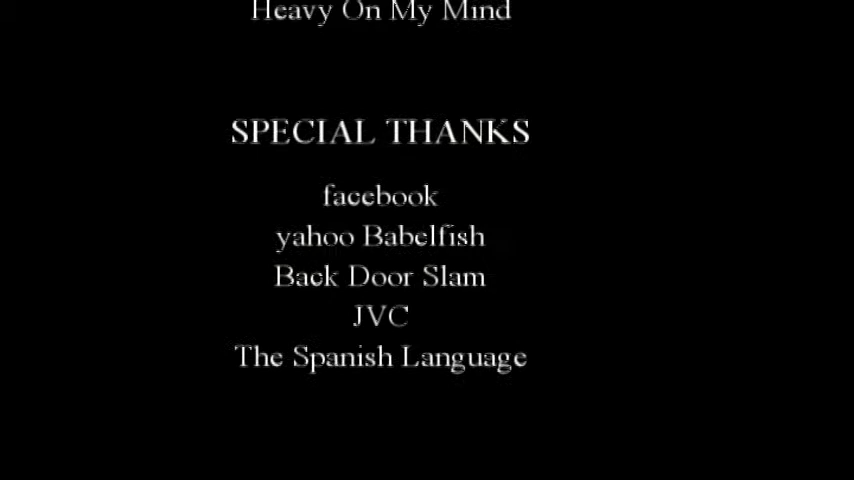 Heavy On My Mind
SPECIAL THANKS
facebook
yahoo Babelfish
Back Door Slam
JVC
The Spanish Language